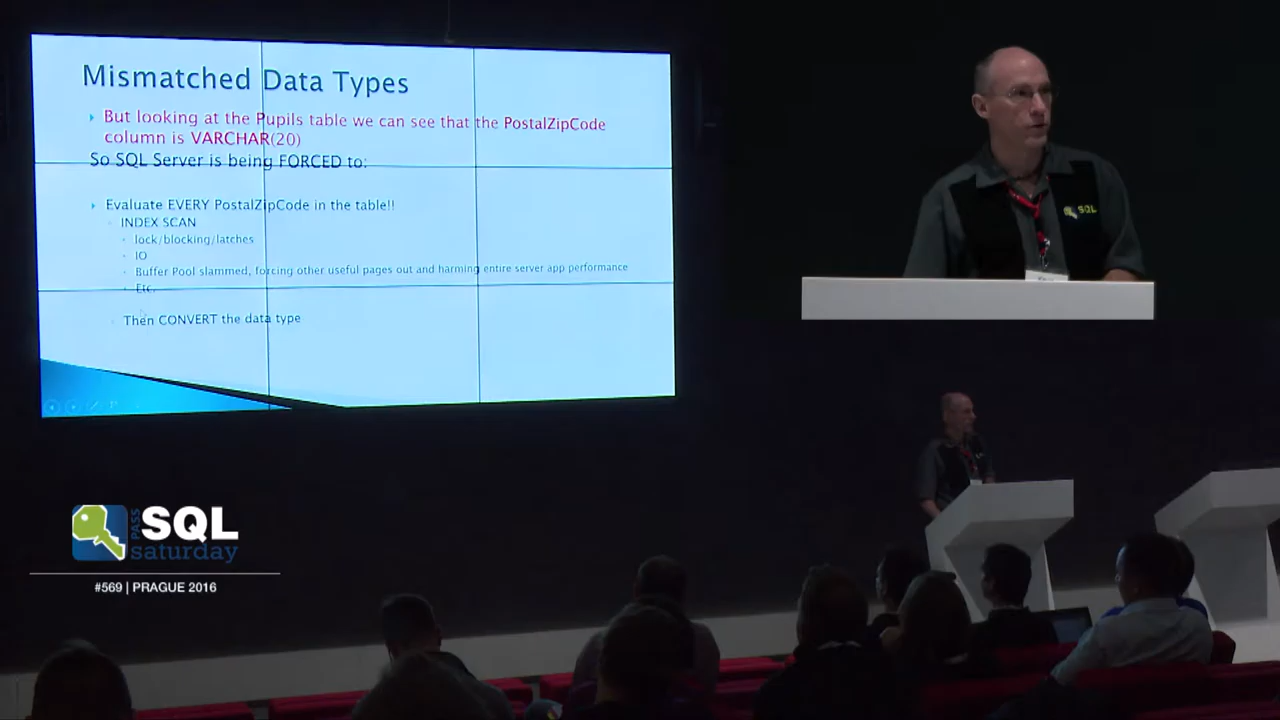 Mismatched Data Types
But looking at the Pupils table we can see that the PostalZipCode
column is VARCHAR(20)
So SQL Server is being FORCED to:
Evaluate EVERY PostalZipCode in the table!!
INDEX SCAN
lock/blocking/latches
IO
Buffer Pool slammed, forcing other useful pages out and harming entire server app performance
Etc.
Then CONVERT the data type
SQL
PASS
SQL
saturday
#569 | PRAGUE 2016